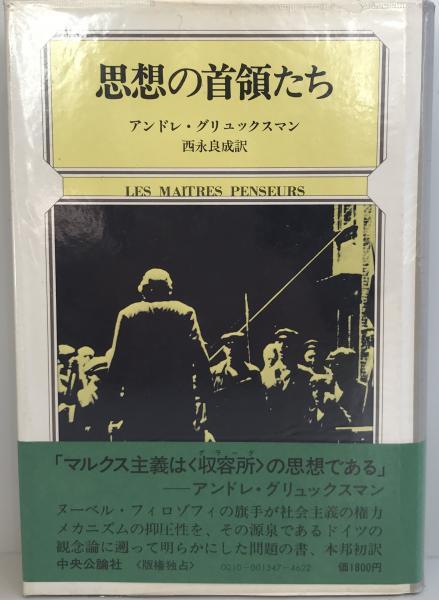 思想の首領たち
アンドレ・グリュックスマン
西永良成訳
LES MAITRES PENSEURS
「マルクス主義は〈収容所〉の思想である」
グラーグ
──アンドレ・グリュックスマン
ヌーベル・フィロゾフィの旗手が社会主義の権力
メカニズムの抑圧性を、その源泉であるドイツの
観念論に遡って明らかにした問題の書、本邦初訳
中央公論社 〈版権独占〉 0010-001347-4622 価1800円